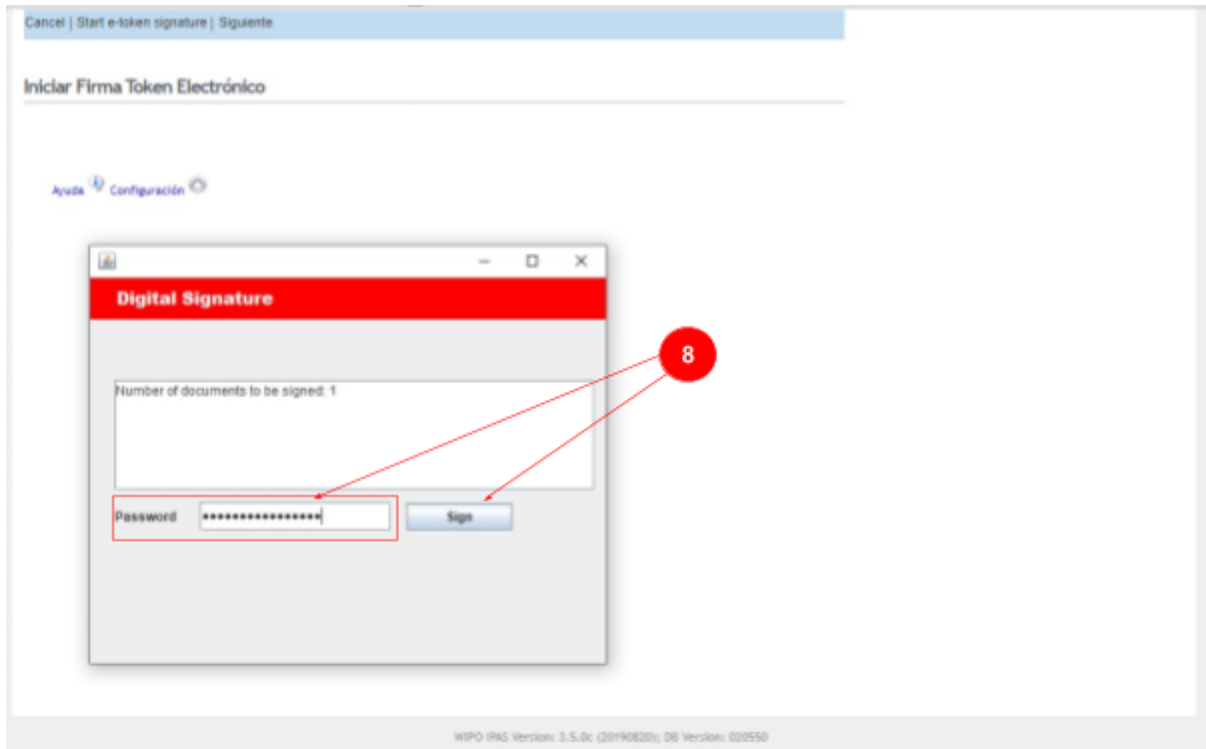 Cancel | Start e-token signature | Siguiente
Iniciar Firma Token Electrónico
Ayuda Configuración
Digital Signature
8
Number of documents to be signed: 1
Password ••••••••••••••••
Sign
WIPO IPAS Version: 3.5.0c (20190820); DB Version: 020550